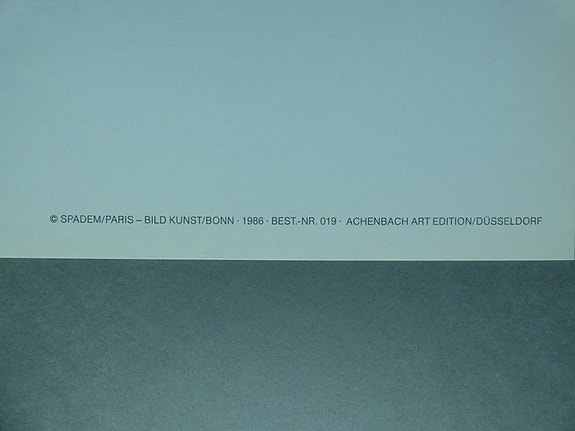 © SPADEM/PARIS – BILD KUNST/BONN · 1986 · BEST.-NR. 019 · ACHENBACH ART EDITION/DÜSSELDORF